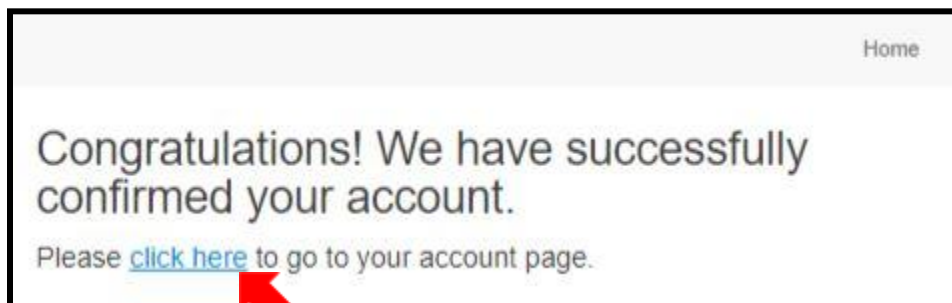 Home
Congratulations! We have successfully
confirmed your account.
Please click here to go to your account page.